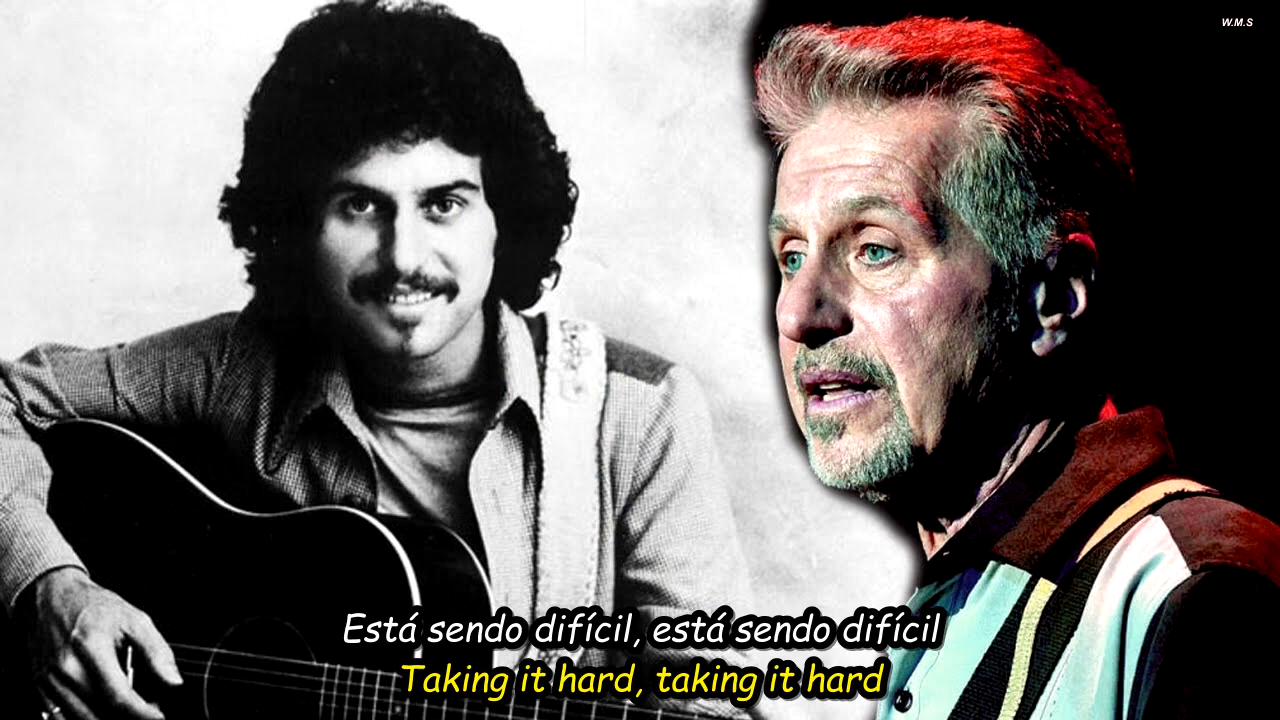 W.M.S
Está sendo difícil, está sendo difícil
Taking it hard, taking it hard